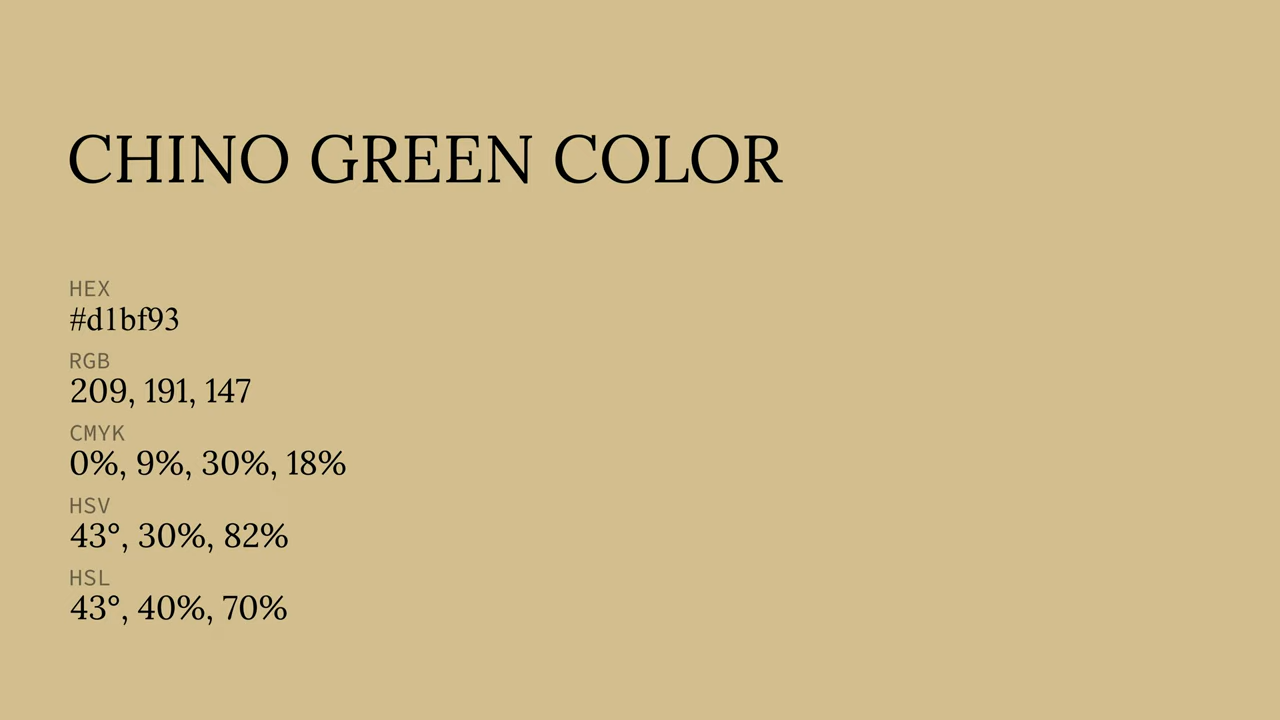 CHINO GREEN COLOR
HEX
#d1bf93
RGB
209, 191, 147
CMYK
0%, 9%, 30%, 18%
HSV
43°, 30%, 82%
HSL
43°, 40%, 70%